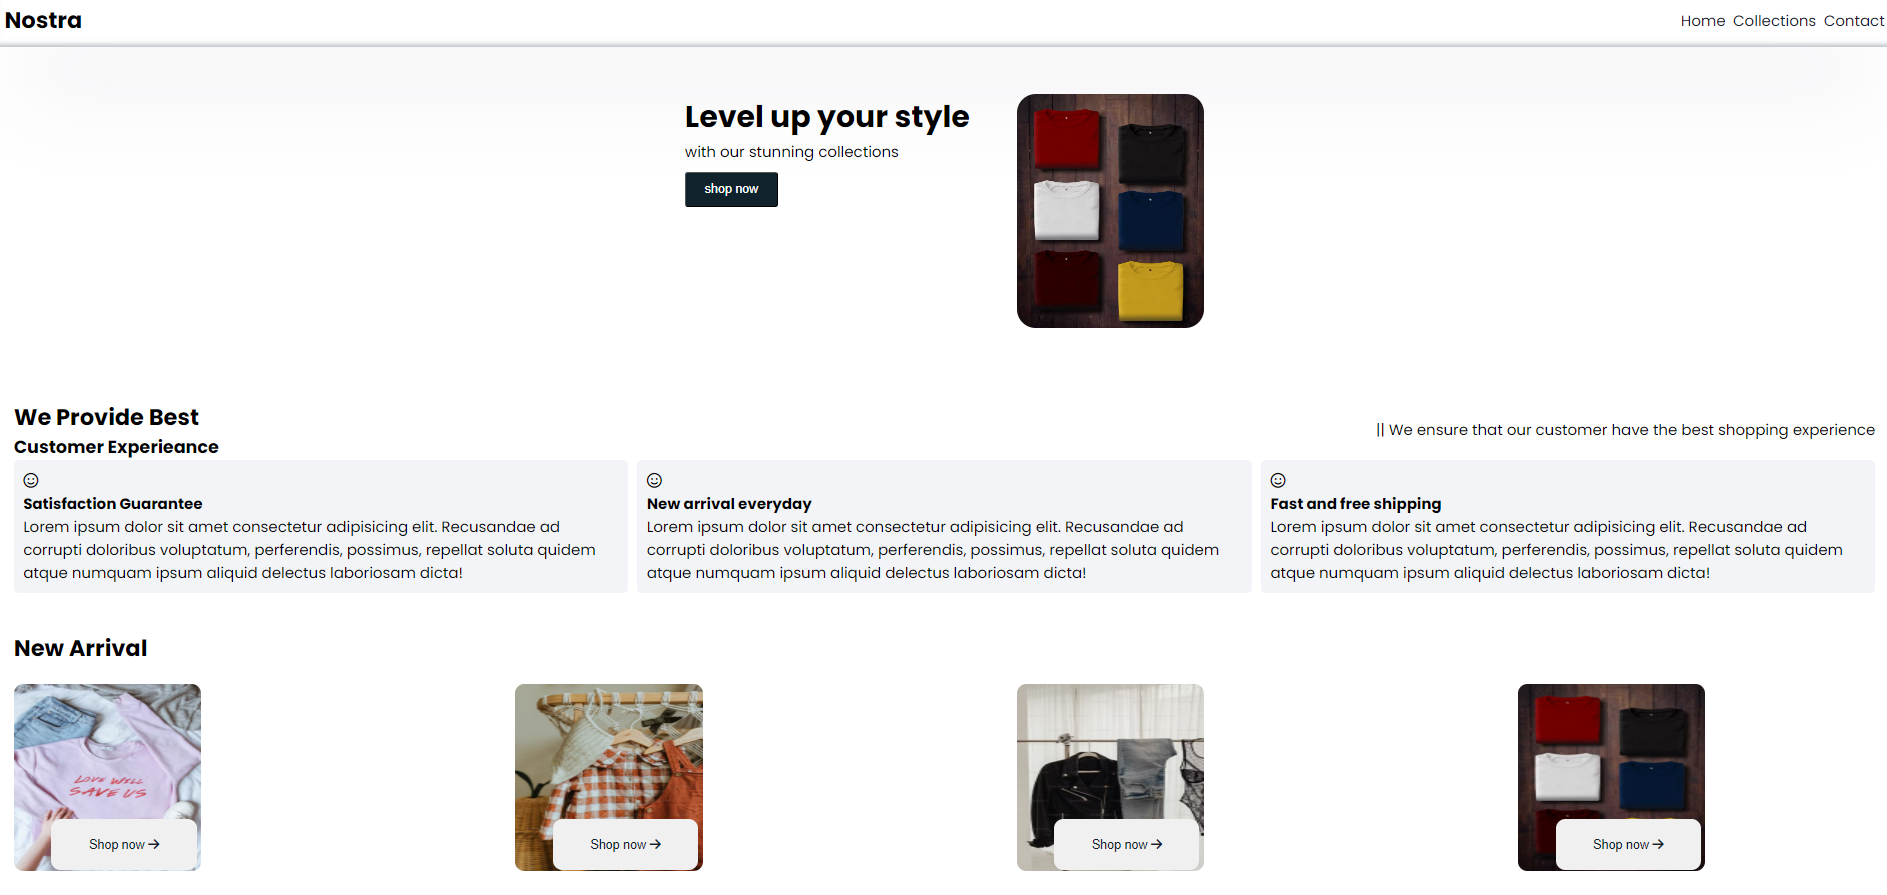 Nostra
Home Collections Contact
Level up your style
with our stunning collections
shop now
We Provide Best
Customer Experieance
|| We ensure that our customer have the best shopping experience
Satisfaction Guarantee
Lorem ipsum dolor sit amet consectetur adipisicing elit. Recusandae ad
corrupti doloribus voluptatum, perferendis, possimus, repellat soluta quidem
atque numquam ipsum aliquid delectus laboriosam dicta!
New arrival everyday
Lorem ipsum dolor sit amet consectetur adipisicing elit. Recusandae ad
corrupti doloribus voluptatum, perferendis, possimus, repellat soluta quidem
atque numquam ipsum aliquid delectus laboriosam dicta!
Fast and free shipping
Lorem ipsum dolor sit amet consectetur adipisicing elit. Recusandae ad
corrupti doloribus voluptatum, perferendis, possimus, repellat soluta quidem
atque numquam ipsum aliquid delectus laboriosam dicta!
New Arrival
LOVE WILL
SAVE US
Shop now →
Shop now →
Shop now →
Shop now →